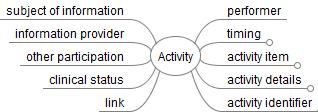 subject of information
information provider
other participation
clinical status
link
Activity
performer
timing
activity item
activity details
activity identifier